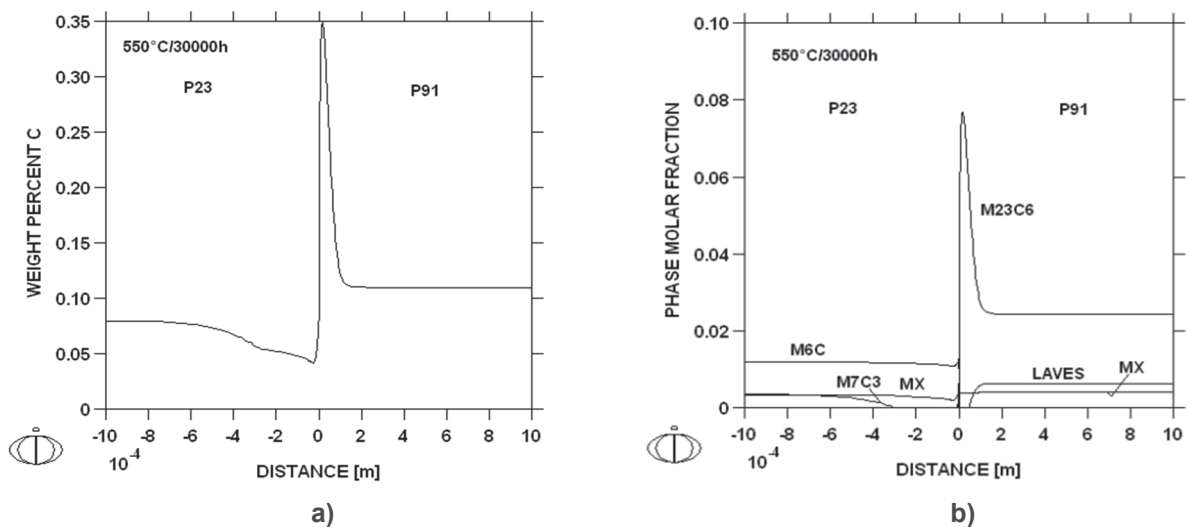 WEIGHT PERCENT C
0.35
0.30
0.25
0.20
0.15
0.10
0.05
0
550°C/30000h
P23
P91
-10 -8 -6 -4 -2 0 2 4 6 8 10
10-4
DISTANCE [m]
a)
PHASE MOLAR FRACTION
0.10
0.08
0.06
0.04
0.02
0
550°C/30000h
P23
P91
M23C6
M6C
M7C3
MX
LAVES
MX
-10 -8 -6 -4 -2 0 2 4 6 8 10
10-4
DISTANCE [m]
b)